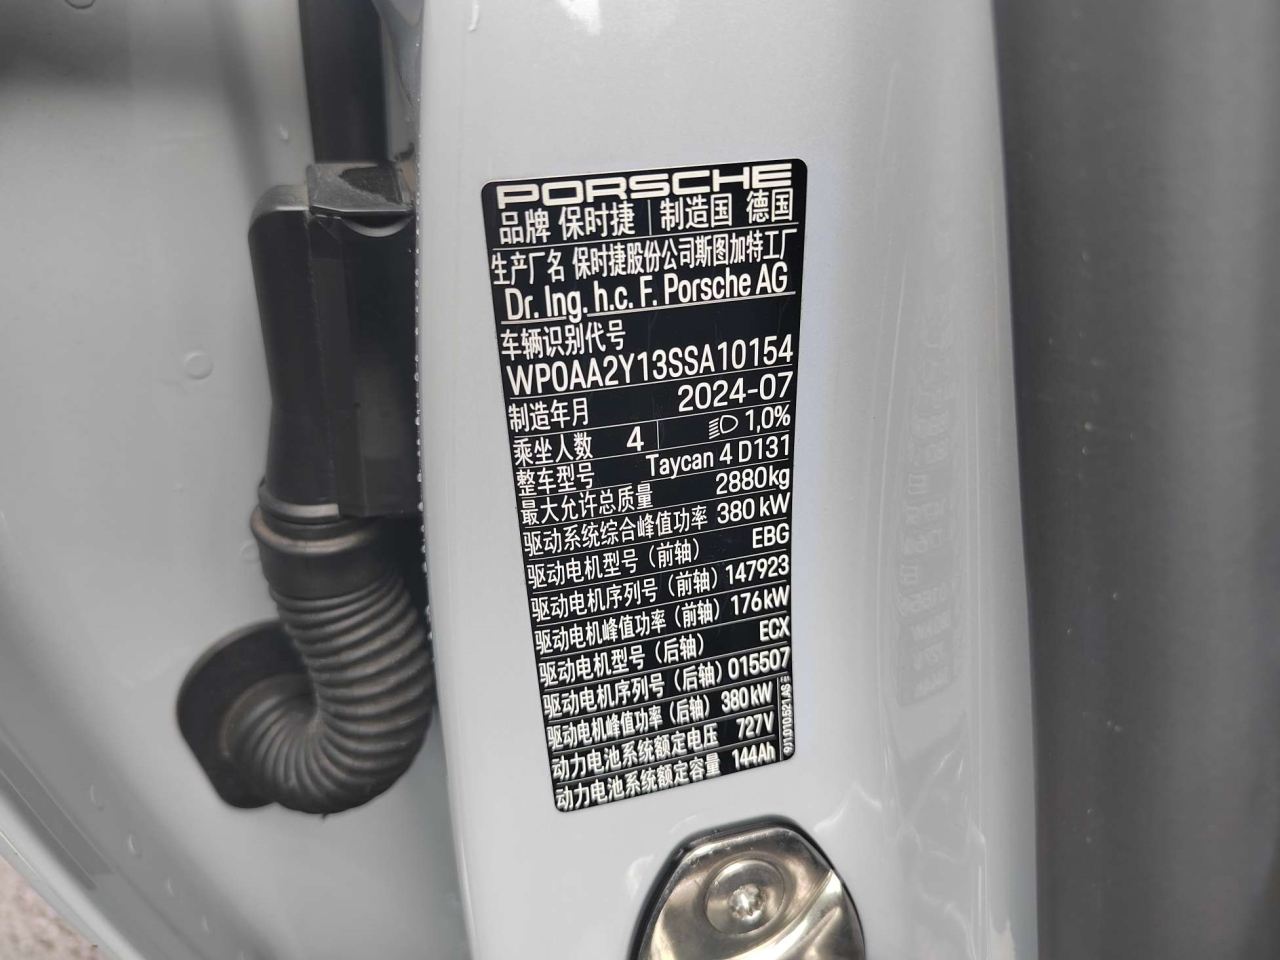 PORSCHE
品牌 保时捷 制造国 德国
生产厂名 保时捷股份公司斯图加特工厂
Dr. Ing. h.c. F. Porsche AG
车辆识别代号
WP0AA2Y13SSA10154
制造年月 2024-07
乘坐人数 4 1,0%
整车型号 Taycan 4 D131
最大允许总质量 2880kg
驱动系统综合峰值功率 380 kW
驱动电机型号（前轴） EBG
驱动电机序列号（前轴） 147923
驱动电机峰值功率（前轴） 176kW
驱动电机型号（后轴） ECX
驱动电机序列号（后轴） 015507
驱动电机峰值功率（后轴） 380kW
动力电池系统额定电压 727V
动力电池系统额定容量 144Ah